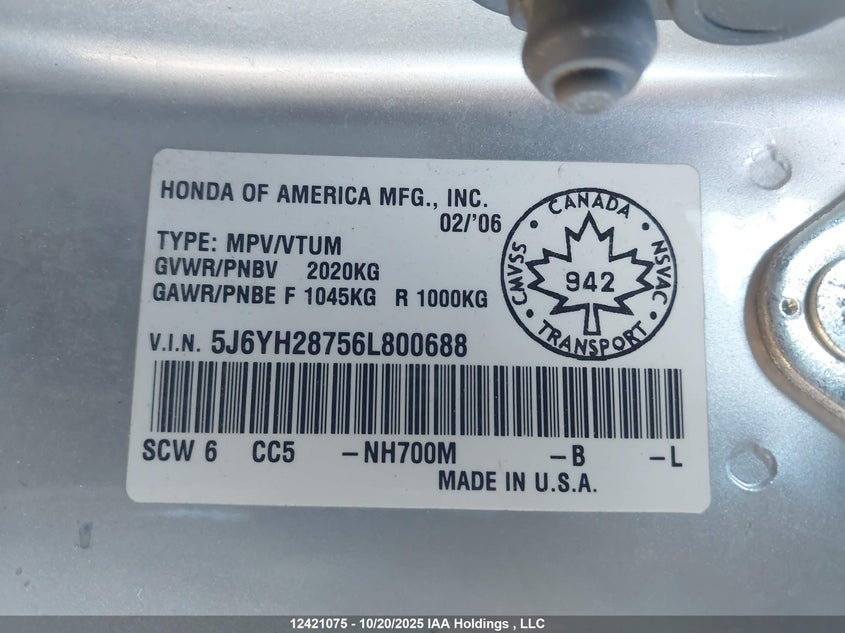 HONDA OF AMERICA MFG., INC.
02/'06
TYPE: MPV/VTUM
GVWR/PNBV 2020KG
GAWR/PNBE F 1045KG R 1000KG
CANADA • NSVAC • TRANSPORT • CMVSS •
942
V.I.N. 5J6YH28756L800688
SCW 6 CC5 -NH700M -B -L
MADE IN U.S.A.
12421075 - 10/20/2025 IAA Holdings , LLC